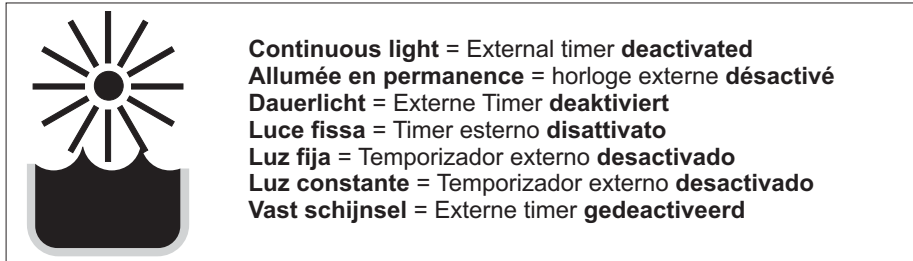 Continuous light = External timer deactivated
Allumée en permanence = horloge externe désactivé
Dauerlicht = Externe Timer deaktiviert
Luce fissa = Timer esterno disattivato
Luz fija = Temporizador externo desactivado
Luz constante = Temporizador externo desactivado
Vast schijnsel = Externe timer gedeactiveerd